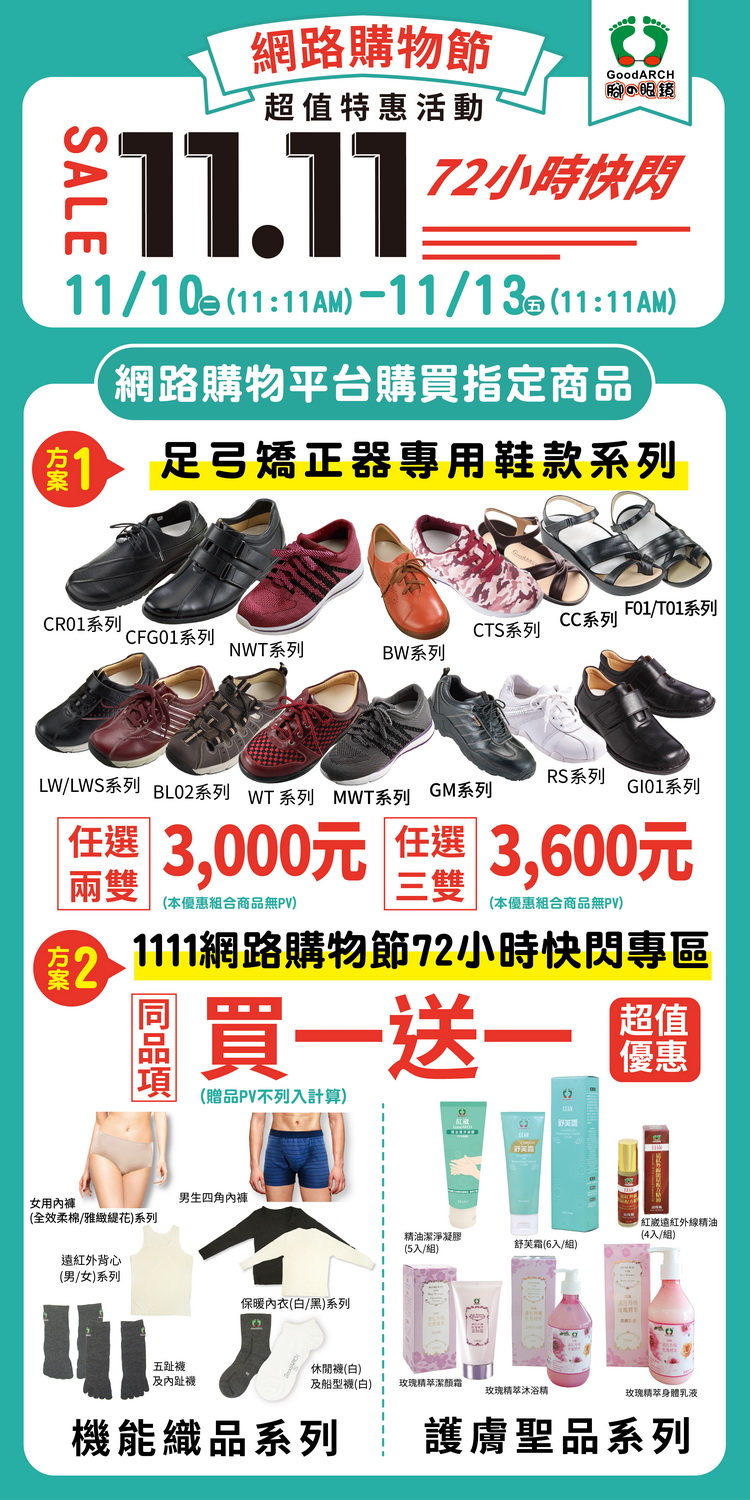 網路購物節
GoodARCH
腳の眼鏡
超值特惠活動
SALE
11.11
72小時快閃
11/10㊁(11:11AM)-11/13㊄(11:11AM)
網路購物平台購買指定商品
方案1
足弓矯正器專用鞋款系列
CR01系列
CFG01系列
NWT系列
BW系列
CTS系列
CC系列
F01/T01系列
LW/LWS系列
BL02系列
WT 系列
MWT系列
GM系列
RS系列
GI01系列
任選
兩雙
3,000元
(本優惠組合商品無PV)
任選
三雙
3,600元
(本優惠組合商品無PV)
方案2
1111網路購物節72小時快閃專區
同品項
買一送一
(贈品PV不列入計算)
超值
優惠
女用內褲
(全效柔棉/雅緻緹花)系列
男生四角內褲
遠紅外背心
(男/女)系列
保暖內衣(白/黑)系列
五趾襪
及內趾襪
休閒襪(白)
及船型襪(白)
機能織品系列
精油潔淨凝膠
(5入/組)
舒芙霜
舒芙霜(6入/組)
紅崴遠紅外線精油
(4入/組)
玫瑰精萃潔顏霜
玫瑰精萃沐浴精
玫瑰精萃身體乳液
護膚聖品系列